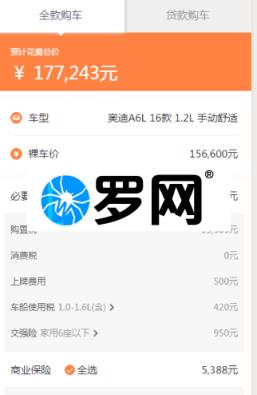 全款购车 贷款购车
预计花费总价
￥ 177,243元
车型 奥迪A6L 16款 1.2L 手动舒适
裸车价 156,600元
必要 元
罗网®
购置税
消费税 0元
上牌费用 500元
车船使用税 1.0-1.6L(含) > 420元
交强险 家用6座以下 > 950元
商业保险 全选 5,388元